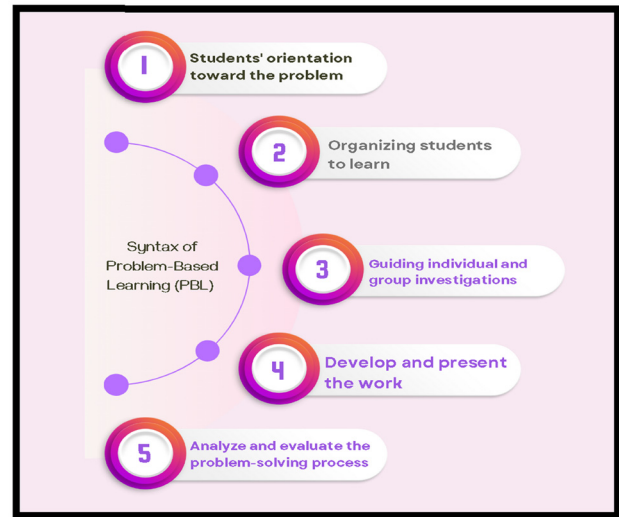 1
Students' orientation
toward the problem
2
Organizing students
to learn
Syntax of
Problem-Based
Learning (PBL)
3
Guiding individual and
group investigations
4
Develop and present
the work
5
Analyze and evaluate the
problem-solving process